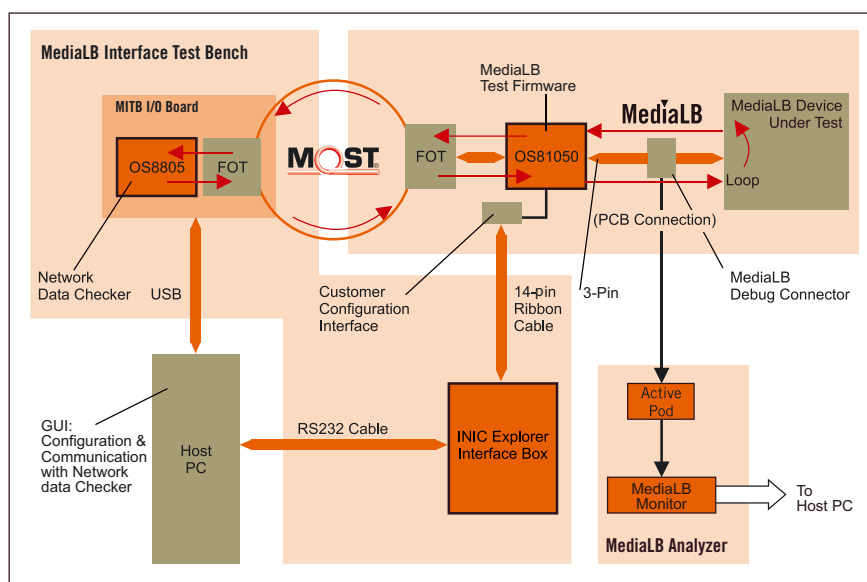 MediaLB Interface Test Bench
MITB I/O Board
OS8805
FOT
MOST®
FOT
MediaLB
Test Firmware
OS81050
MediaLB
MediaLB Device
Under Test
Loop
(PCB Connection)
Network
Data Checker
USB
Customer
Configuration
Interface
14-pin
Ribbon
Cable
3-Pin
MediaLB
Debug Connector
GUI:
Configuration &
Communication
with Network
data Checker
Host
PC
RS232 Cable
INIC Explorer
Interface Box
Active
Pod
MediaLB
Monitor
To
Host PC
MediaLB Analyzer